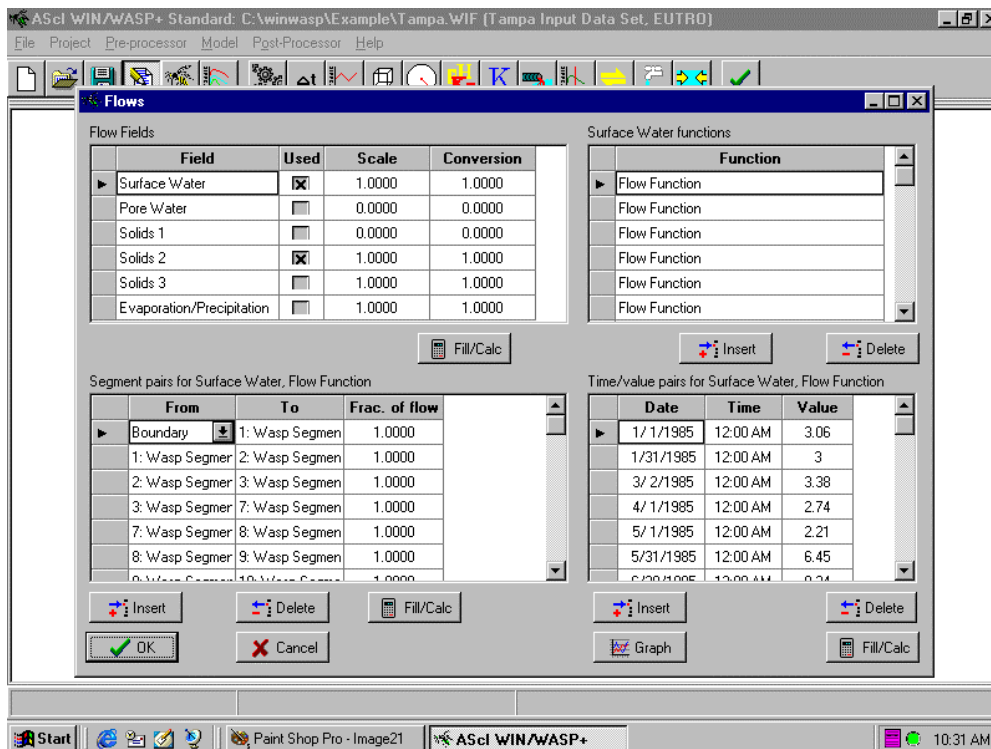 AScI WIN/WASP+ Standard: C:\winwasp\Example\Tampa.WIF (Tampa Input Data Set, EUTRO)
File Project Pre-processor Model Post-Processor Help
Δt K
Flows
Flow Fields
Field Used Scale Conversion
Surface Water 1.0000 1.0000
Pore Water 0.0000 0.0000
Solids 1 0.0000 0.0000
Solids 2 1.0000 1.0000
Solids 3 1.0000 1.0000
Evaporation/Precipitation 1.0000 1.0000
Fill/Calc
Surface Water functions
Function
Flow Function
Flow Function
Flow Function
Flow Function
Flow Function
Flow Function
Insert Delete
Segment pairs for Surface Water, Flow Function
From To Frac. of flow
Boundary 1: Wasp Segmen 1.0000
1: Wasp Segmer 2: Wasp Segmen 1.0000
2: Wasp Segmer 3: Wasp Segmen 1.0000
3: Wasp Segmer 7: Wasp Segmen 1.0000
7: Wasp Segmer 8: Wasp Segmen 1.0000
8: Wasp Segmer 9: Wasp Segmen 1.0000
Insert Delete Fill/Calc
OK Cancel
Time/value pairs for Surface Water, Flow Function
Date Time Value
1/ 1/1985 12:00 AM 3.06
1/31/1985 12:00 AM 3
3/ 2/1985 12:00 AM 3.38
4/ 1/1985 12:00 AM 2.74
5/ 1/1985 12:00 AM 2.21
5/31/1985 12:00 AM 6.45
Insert Delete
Graph Fill/Calc
Start Paint Shop Pro - Image21 AScI WIN/WASP+ 10:31 AM